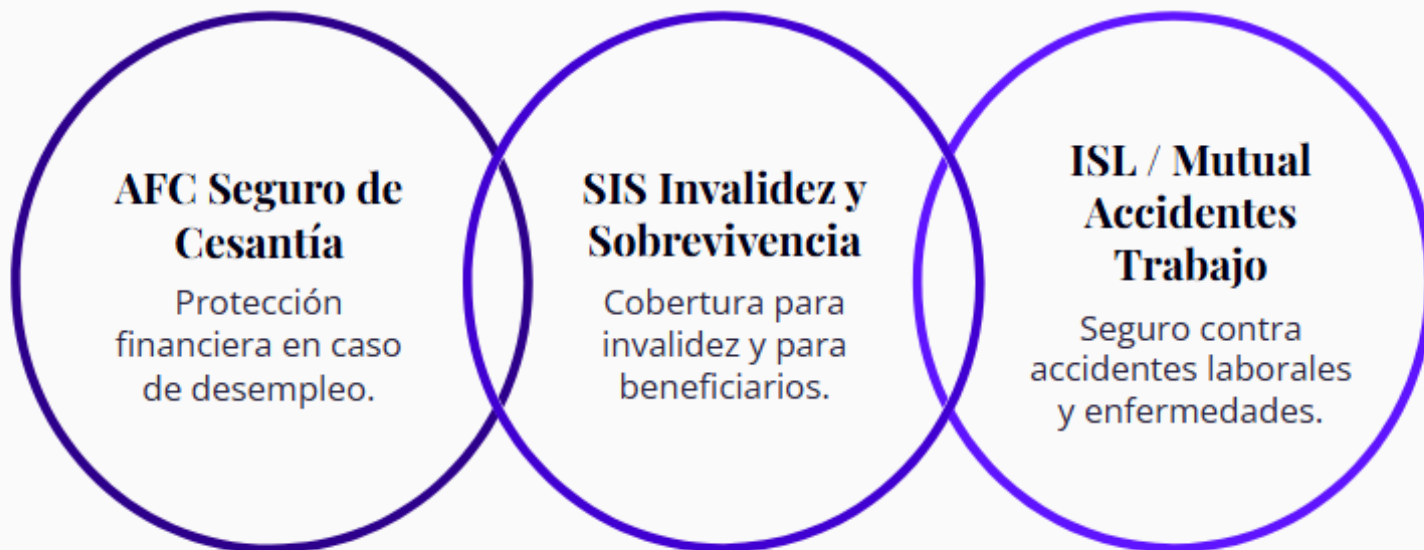 AFC Seguro de
Cesantía
Protección
financiera en caso
de desempleo.
SIS Invalidez y
Sobrevivencia
Cobertura para
invalidez y para
beneficiarios.
ISL / Mutual
Accidentes
Trabajo
Seguro contra
accidentes laborales
y enfermedades.